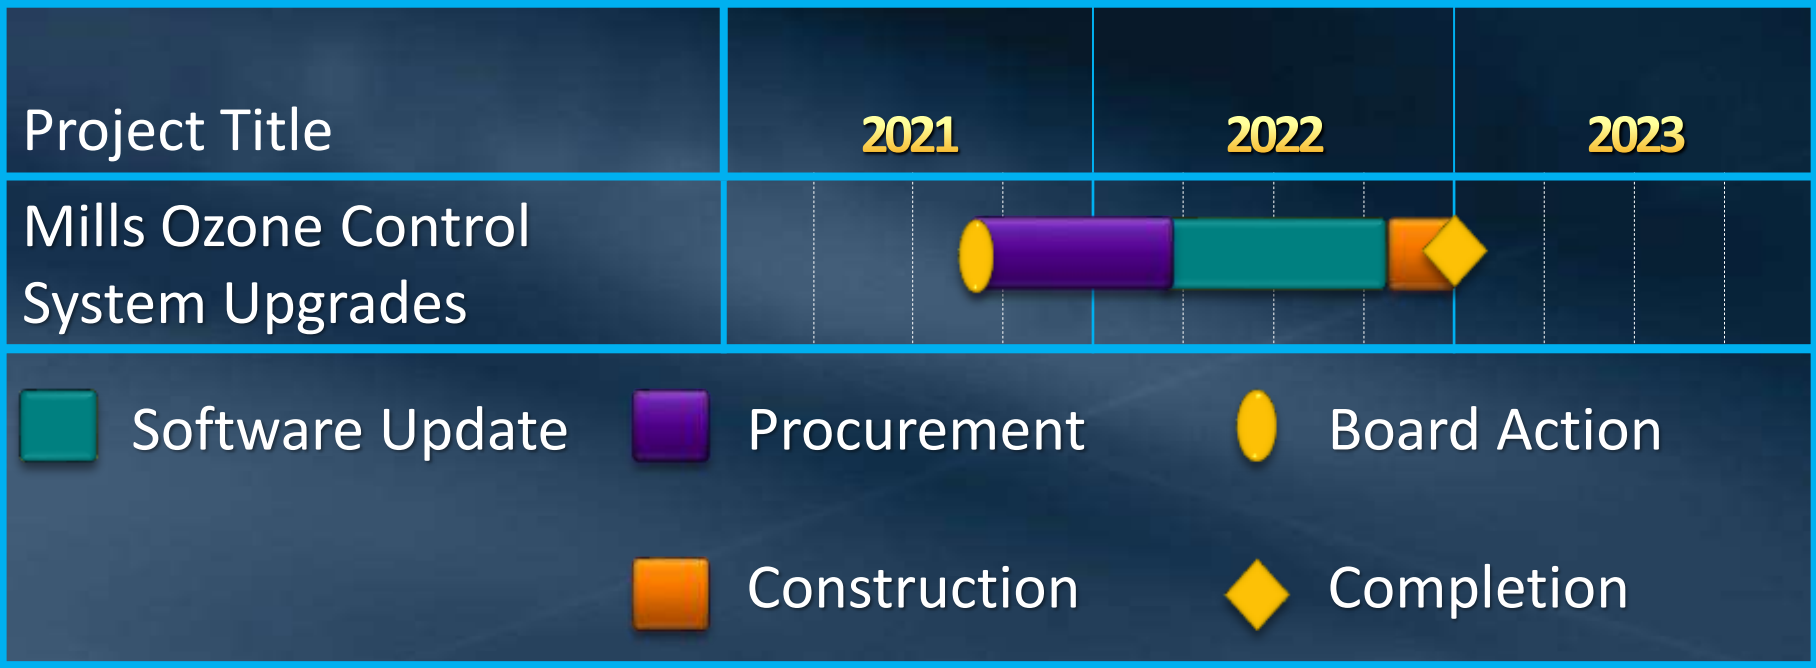 Project Title
2021
2022
2023
Mills Ozone Control
System Upgrades
Software Update
Procurement
Board Action
Construction
Completion